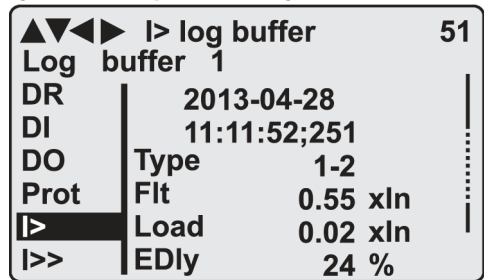 ▲▼◀▶ I> log buffer 51
Log buffer 1
DR 2013-04-28
DI 11:11:52;251
DO Type 1-2
Prot Flt 0.55 xIn
I> Load 0.02 xIn
I>> EDly 24 %